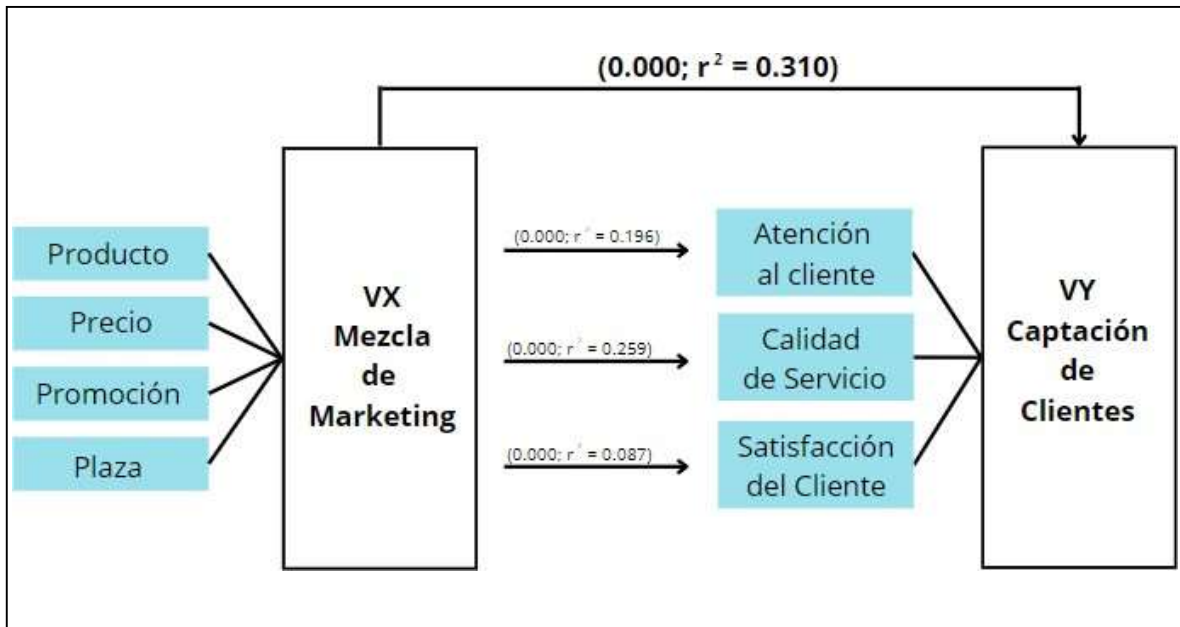 (0.000; r² = 0.310)
Producto
Precio
Promoción
Plaza
VX
Mezcla
de
Marketing
(0.000; r² = 0.196)
(0.000; r² = 0.259)
(0.000; r² = 0.087)
Atención
al cliente
Calidad
de Servicio
Satisfacción
del Cliente
VY
Captación
de
Clientes